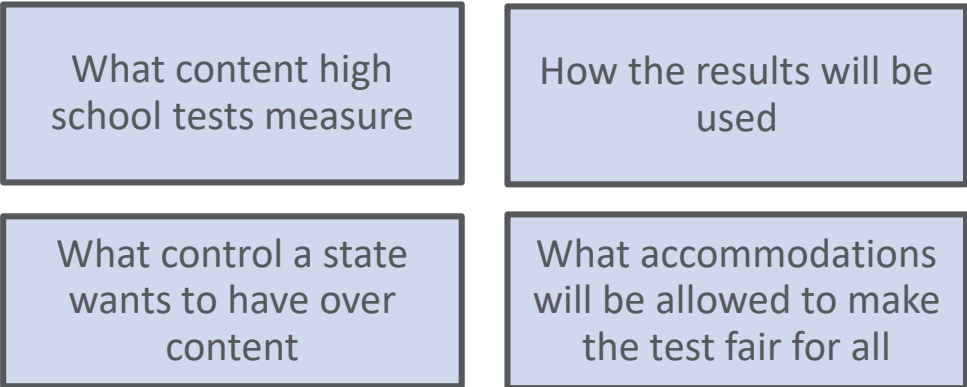 What content high
school tests measure
How the results will be
used
What control a state
wants to have over
content
What accommodations
will be allowed to make
the test fair for all